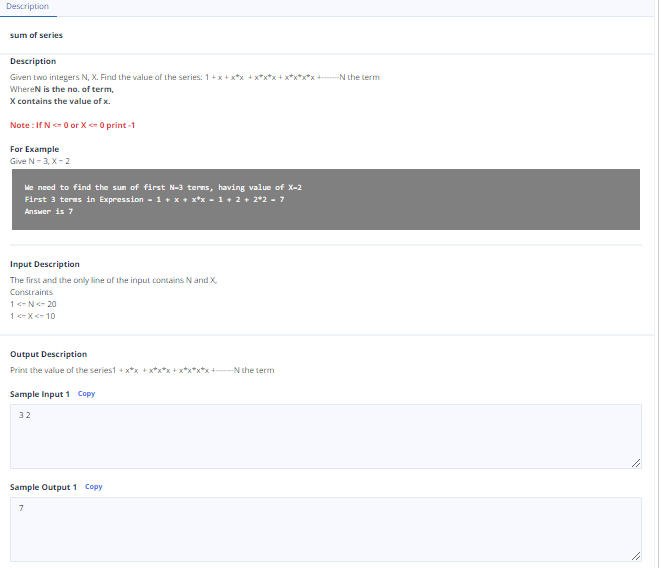 Description
sum of series
Description
Given two integers N, X. Find the value of the series: 1 + x + x*x + x*x*x + x*x*x*x +-------N the term
WhereN is the no. of term,
X contains the value of x.
Note : If N <= 0 or X <= 0 print -1
For Example
Give N = 3, X = 2
We need to find the sum of first N=3 terms, having value of X=2
First 3 terms in Expression = 1 + x + x*x = 1 + 2 + 2*2 = 7
Answer is 7
Input Description
The first and the only line of the input contains N and X,
Constraints
1 <= N <= 20
1 <= X <= 10
Output Description
Print the value of the series1 + x*x + x*x*x + x*x*x*x +-------N the term
Sample Input 1 Copy
3 2
Sample Output 1 Copy
7